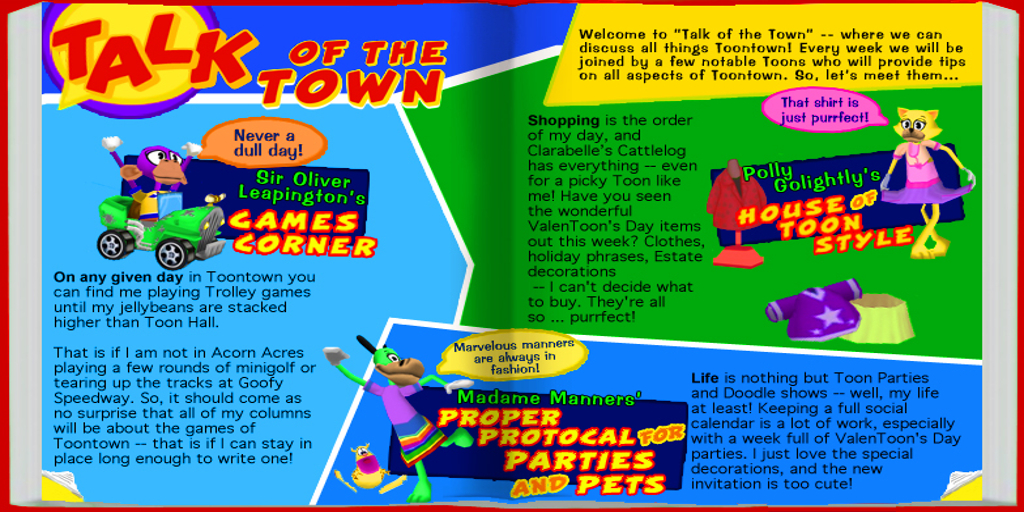 TALK
OF THE
TOWN
Welcome to "Talk of the Town" -- where we can
discuss all things Toontown! Every week we will be
joined by a few notable Toons who will provide tips
on all aspects of Toontown. So, let's meet them...
Never a
dull day!
Sir Oliver
Leapington's
GAMES
CORNER
On any given day in Toontown you
can find me playing Trolley games
until my jellybeans are stacked
higher than Toon Hall.
That is if I am not in Acorn Acres
playing a few rounds of minigolf or
tearing up the tracks at Goofy
Speedway. So, it should come as
no surprise that all of my columns
will be about the games of
Toontown -- that is if I can stay in
place long enough to write one!
Shopping is the order
of my day, and
Clarabelle's Cattlelog
has everything -- even
for a picky Toon like
me! Have you seen
the wonderful
ValenToon's Day items
out this week? Clothes,
holiday phrases, Estate
decorations
-- I can't decide what
to buy. They're all
so ... purrfect!
That shirt is
just purrfect!
Polly
Golightly's
HOUSE OF
TOON
STYLE
Marvelous manners
are always in
fashion!
Madame Manners'
PROPER
PROTOCAL FOR
PARTIES
AND PETS
Life is nothing but Toon Parties
and Doodle shows -- well, my life
at least! Keeping a full social
calendar is a lot of work, especially
with a week full of ValenToon's Day
parties. I just love the special
decorations, and the new
invitation is too cute!